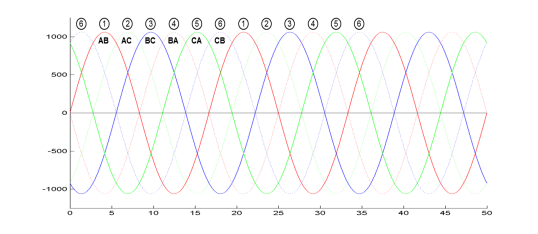 ⑥ ① ② ③ ④ ⑤ ⑥ ① ② ③ ④ ⑤ ⑥
AB AC BC BA CA CB
1000
500
0
-500
-1000
0 5 10 15 20 25 30 35 40 45 50